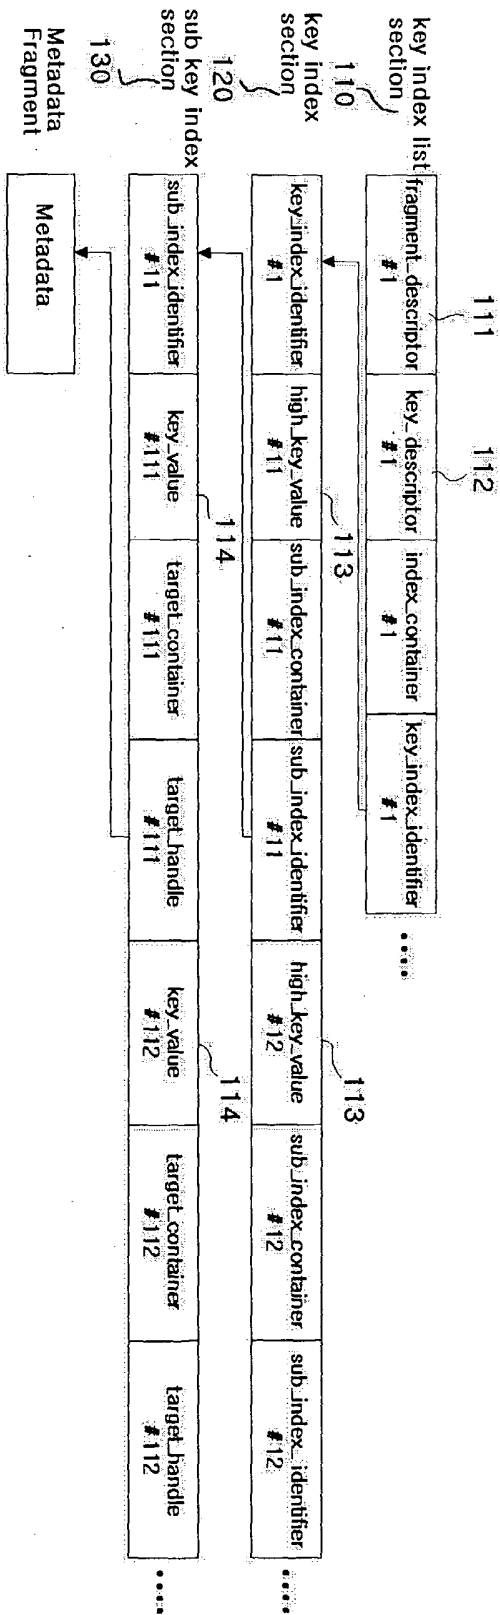 111
112
key index list
section
110
fragment_descriptor
#1
key_descriptor
#1
index_container
#1
key_index_identifier
#1
....
key index
section
120
key_index_identifier
#1
high_key_value
#11
113
sub_index_container
#11
sub_index_identifier
#11
high_key_value
#12
113
sub_index_container
#12
sub_index_identifier
#12
....
sub key index
section
130
sub_index_identifier
#11
key_value
#111
114
target_container
#111
target_handle
#111
key_value
#112
114
target_container
#112
target_handle
#112
....
Metadata
Fragment
Metadata